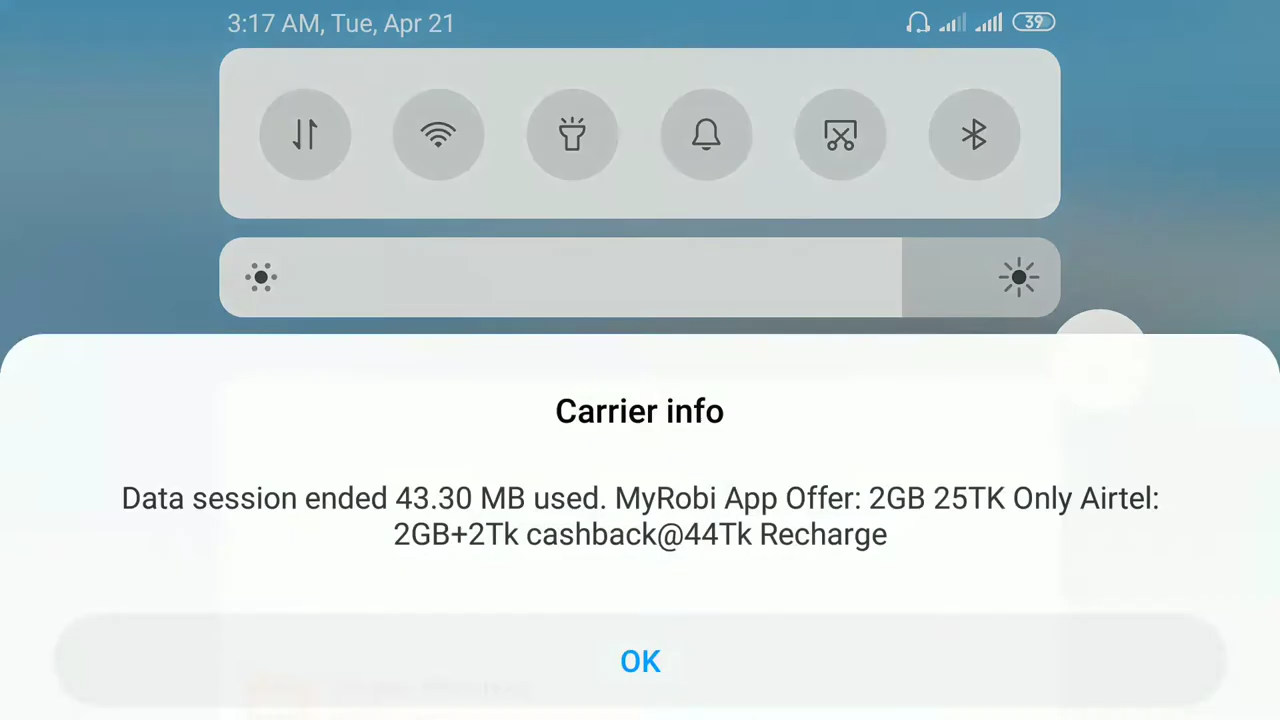 3:17 AM, Tue, Apr 21
39
Carrier info
Data session ended 43.30 MB used. MyRobi App Offer: 2GB 25TK Only Airtel:
2GB+2Tk cashback@44Tk Recharge
OK